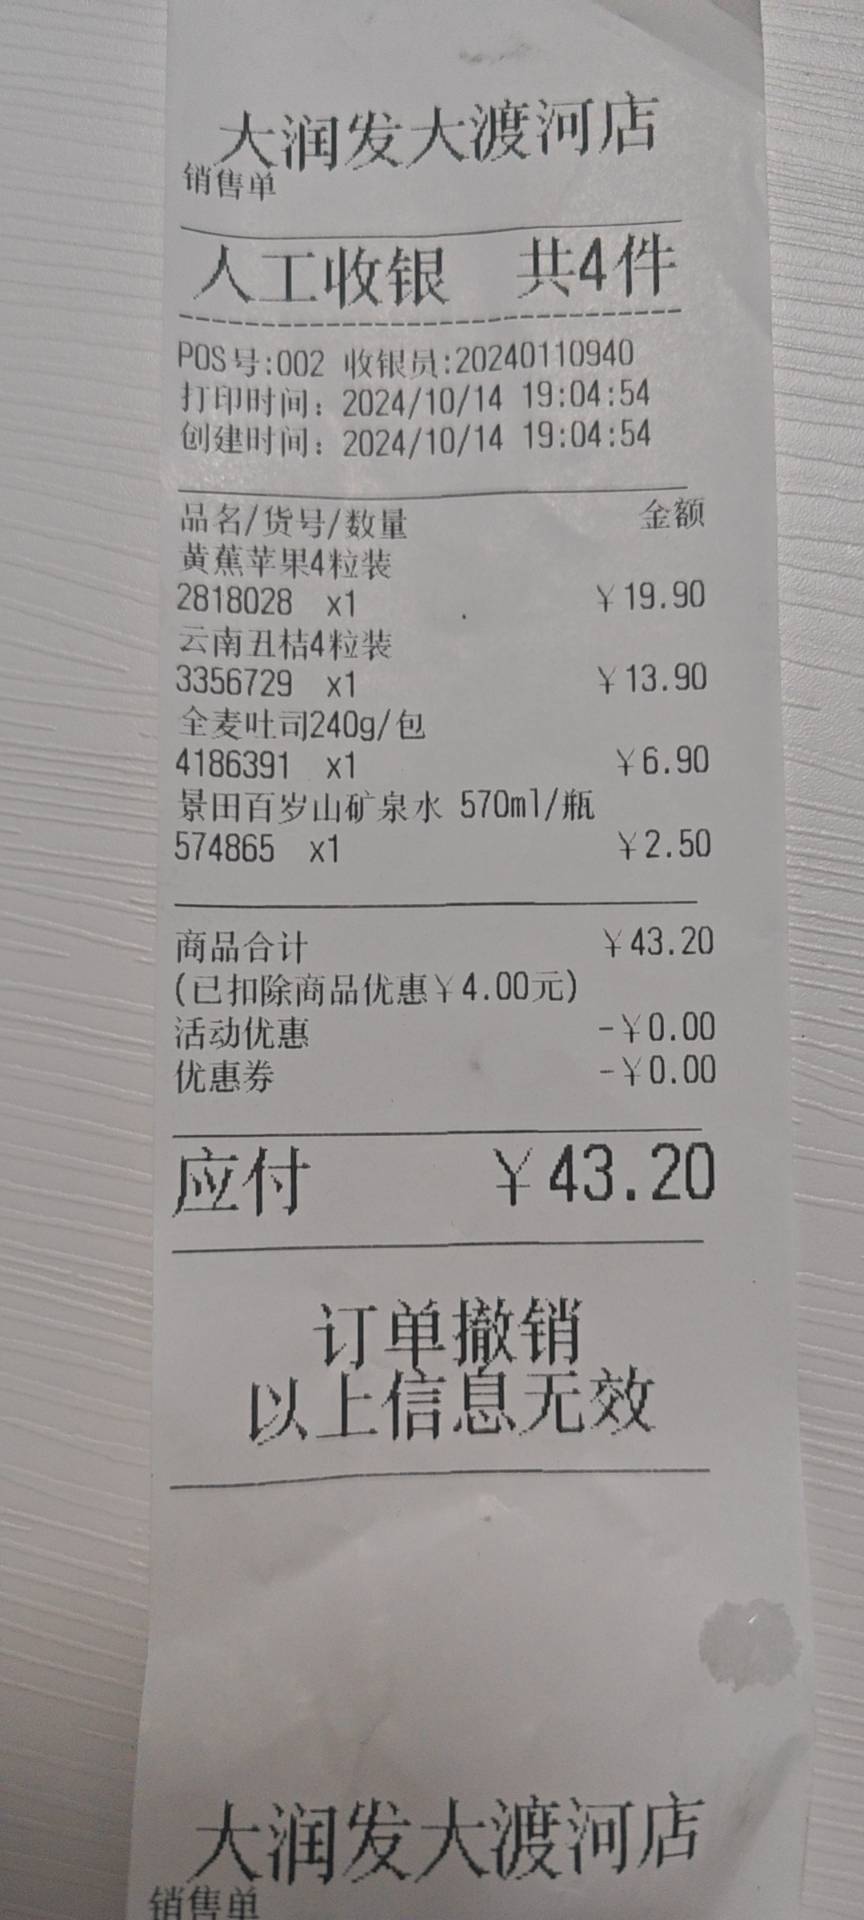 大润发大渡河店
销售单
人工收银 共4件
POS号:002 收银员:20240110940
打印时间：2024/10/14 19:04:54
创建时间：2024/10/14 19:04:54
品名/货号/数量 金额
黄蕉苹果4粒装
2818028 x1 ￥19.90
云南丑桔4粒装
3356729 x1 ￥13.90
全麦吐司240g/包
4186391 x1 ￥6.90
景田百岁山矿泉水 570ml/瓶
574865 x1 ￥2.50
商品合计 ￥43.20
(已扣除商品优惠￥4.00元)
活动优惠 -￥0.00
优惠券 -￥0.00
应付 ￥43.20
订单撤销
以上信息无效
大润发大渡河店
销售单